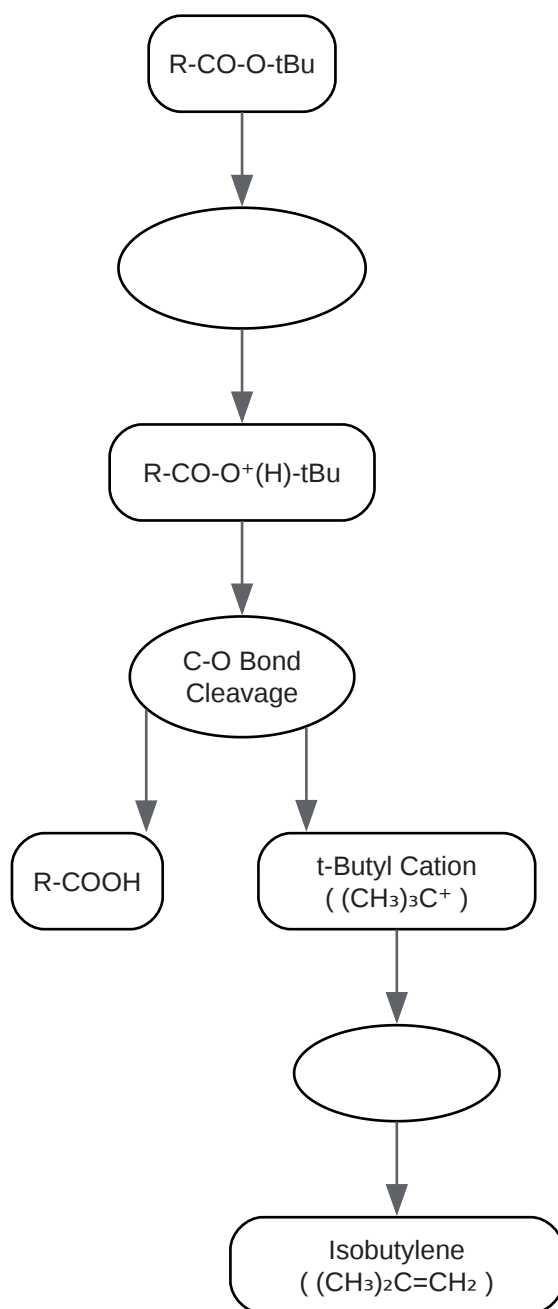 R-CO-O-tBu
R-CO-O⁺(H)-tBu
C-O Bond
Cleavage
R-COOH
t-Butyl Cation
( (CH₃)₃C⁺ )
Isobutylene
( (CH₃)₂C=CH₂ )